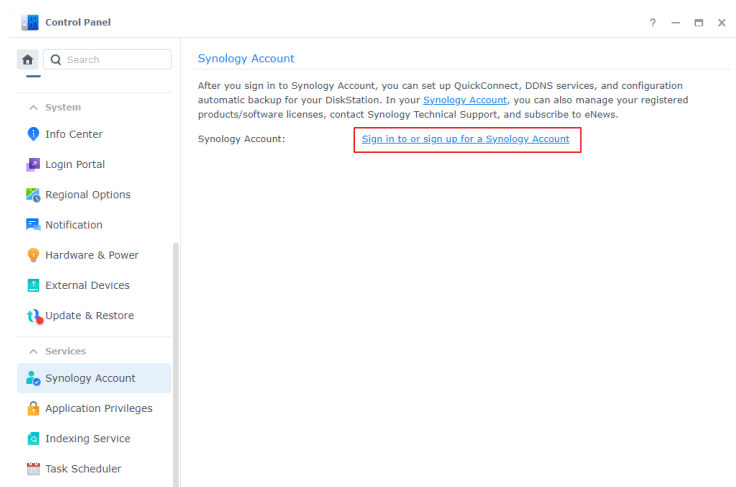 Control Panel
?
Search
System
Info Center
Login Portal
Regional Options
Notification
Hardware & Power
External Devices
Update & Restore
Services
Synology Account
Application Privileges
Indexing Service
Task Scheduler
Synology Account
After you sign in to Synology Account, you can set up QuickConnect, DDNS services, and configuration
automatic backup for your DiskStation. In your Synology Account, you can also manage your registered
products/software licenses, contact Synology Technical Support, and subscribe to eNews.
Synology Account: Sign in to or sign up for a Synology Account